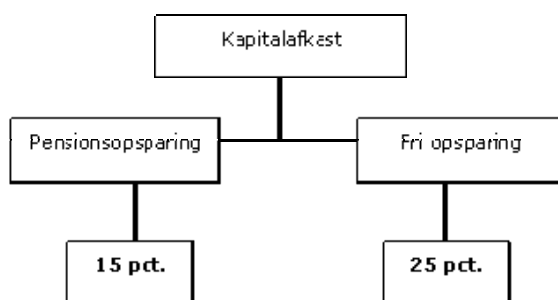 Kapitalafkast
Pensionsopsparing
Fri opsparing
15 pct.
25 pct.